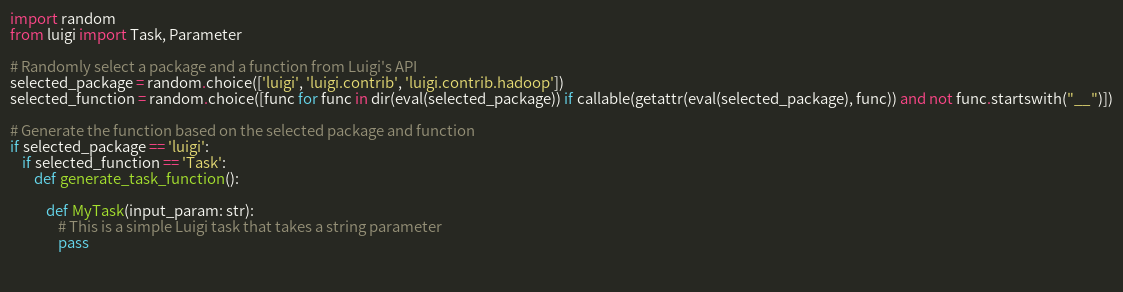 import random
from luigi import Task, Parameter

# Randomly select a package and a function from Luigi's API
selected_package = random.choice(['luigi', 'luigi.contrib', 'luigi.contrib.hadoop'])
selected_function = random.choice([func for func in dir(eval(selected_package)) if callable(getattr(eval(selected_package), func)) and not func.startswith("__")])

# Generate the function based on the selected package and function
if selected_package == 'luigi':
    if selected_function == 'Task':
        def generate_task_function():

            def MyTask(input_param: str):
                # This is a simple Luigi task that takes a string parameter
                pass